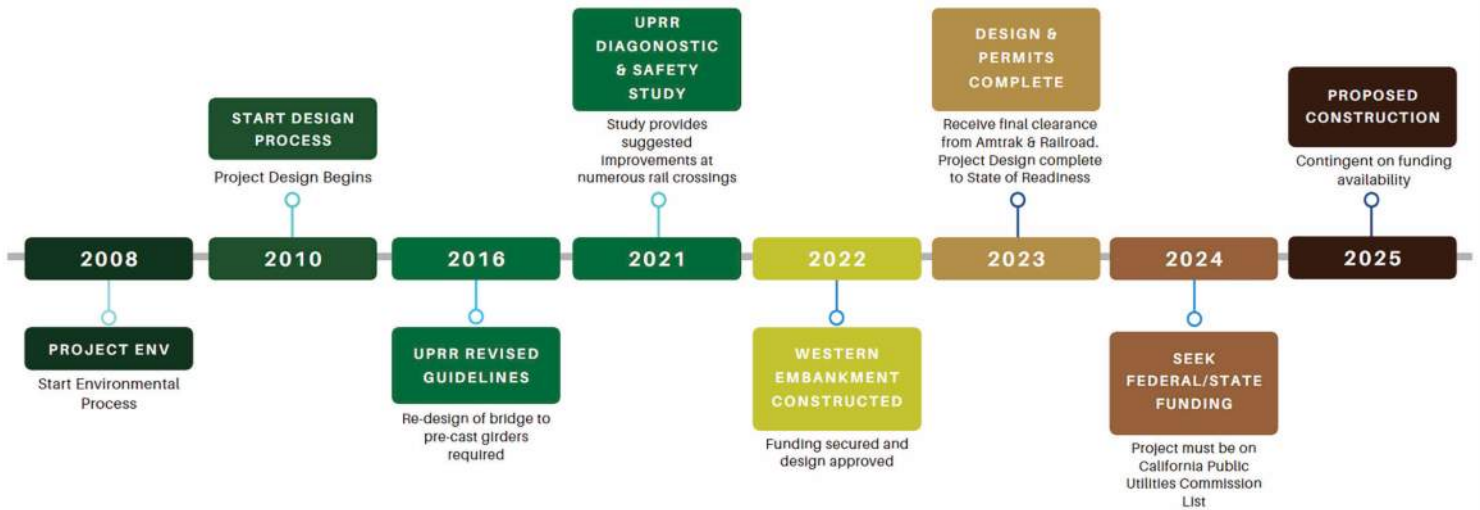 2008
PROJECT ENV
Start Environmental
Process
START DESIGN
PROCESS
Project Design Begins
2010
2016
UPRR REVISED
GUIDELINES
Re-design of bridge to
pre-cast girders
required
UPRR
DIAGONOSTIC
& SAFETY
STUDY
Study provides
suggested
improvements at
numerous rail crossings
2021
2022
WESTERN
EMBANKMENT
CONSTRUCTED
Funding secured and
design approved
DESIGN &
PERMITS
COMPLETE
Receive final clearance
from Amtrak & Railroad.
Project Design complete
to State of Readiness
2023
2024
SEEK
FEDERAL/STATE
FUNDING
Project must be on
California Public
Utilities Commission
List
PROPOSED
CONSTRUCTION
Contingent on funding
availability
2025